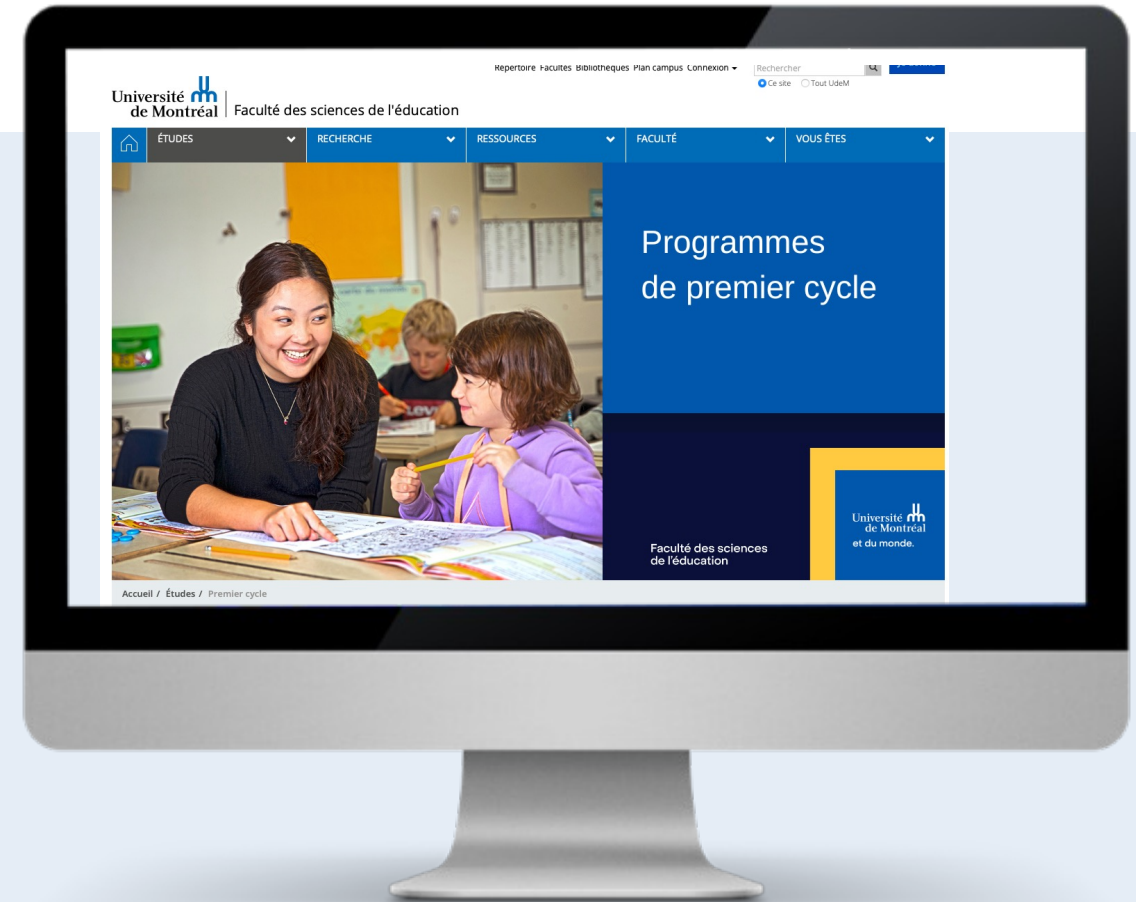 Répertoire Facultés Bibliothèques Plan campus Connexion
Rechercher
Ce site Tout UdeM
Université
de Montréal
Faculté des sciences de l'éducation
ÉTUDES
RECHERCHE
RESSOURCES
FACULTÉ
VOUS ÊTES
Programmes
de premier cycle
Faculté des sciences
de l'éducation
Université
de Montréal
et du monde.
Accueil / Études / Premier cycle